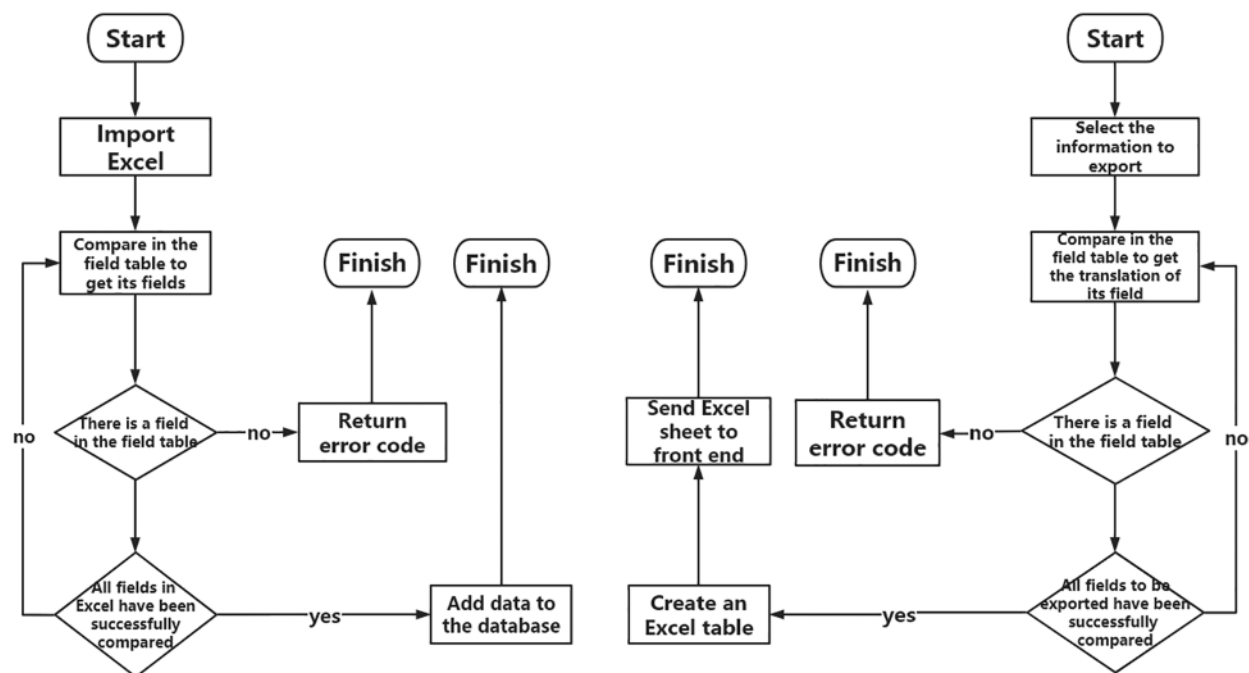 Start
Import
Excel
Compare in the
field table to
get its fields
There is a field
in the field table
no
Return
error code
Finish
no
All fields in
Excel have been
successfully
compared
yes
Add data to
the database
Finish
Start
Select the
information to
export
Compare in the
field table to get
the translation of
its field
There is a field
in the field table
no
Return
error code
Finish
no
All fields to be
exported have been
successfully
compared
yes
Create an
Excel table
Send Excel
sheet to
front end
Finish